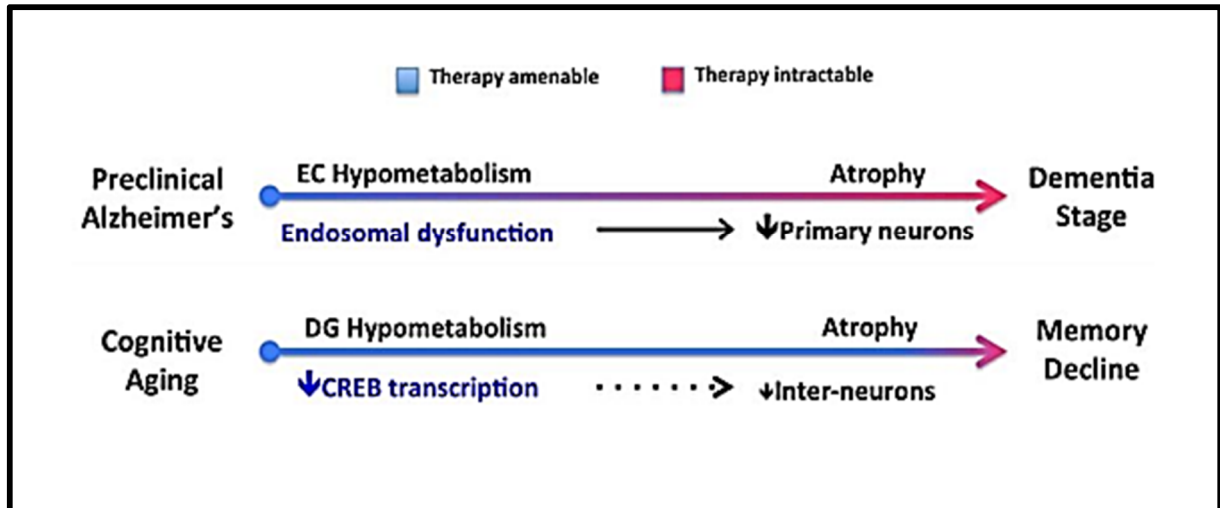 Therapy amenable
Therapy intractable
Preclinical
Alzheimer's
EC Hypometabolism
Atrophy
Endosomal dysfunction
↓Primary neurons
Dementia
Stage
Cognitive
Aging
DG Hypometabolism
Atrophy
↓CREB transcription
↓Inter-neurons
Memory
Decline